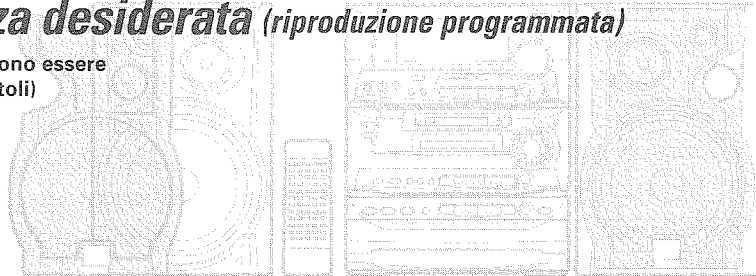 za desiderata (riproduzione programmata)
ono essere
toli)